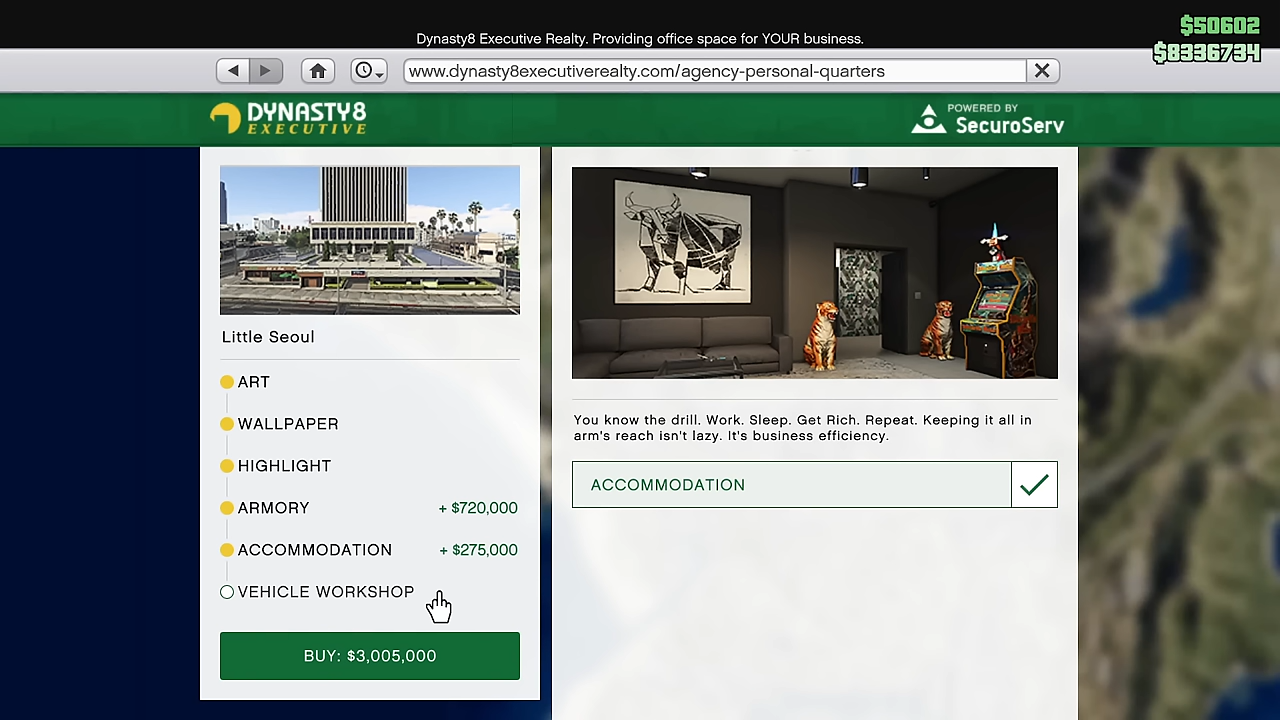 $50602
Dynasty8 Executive Realty. Providing office space for YOUR business.
$8336734
www.dynasty8executiverealty.com/agency-personal-quarters
DYNASTY8
EXECUTIVE
POWERED BY
SecuroServ
Little Seoul
ART
WALLPAPER
HIGHLIGHT
ARMORY + $720,000
ACCOMMODATION + $275,000
VEHICLE WORKSHOP
BUY: $3,005,000
You know the drill. Work. Sleep. Get Rich. Repeat. Keeping it all in
arm's reach isn't lazy. It's business efficiency.
ACCOMMODATION